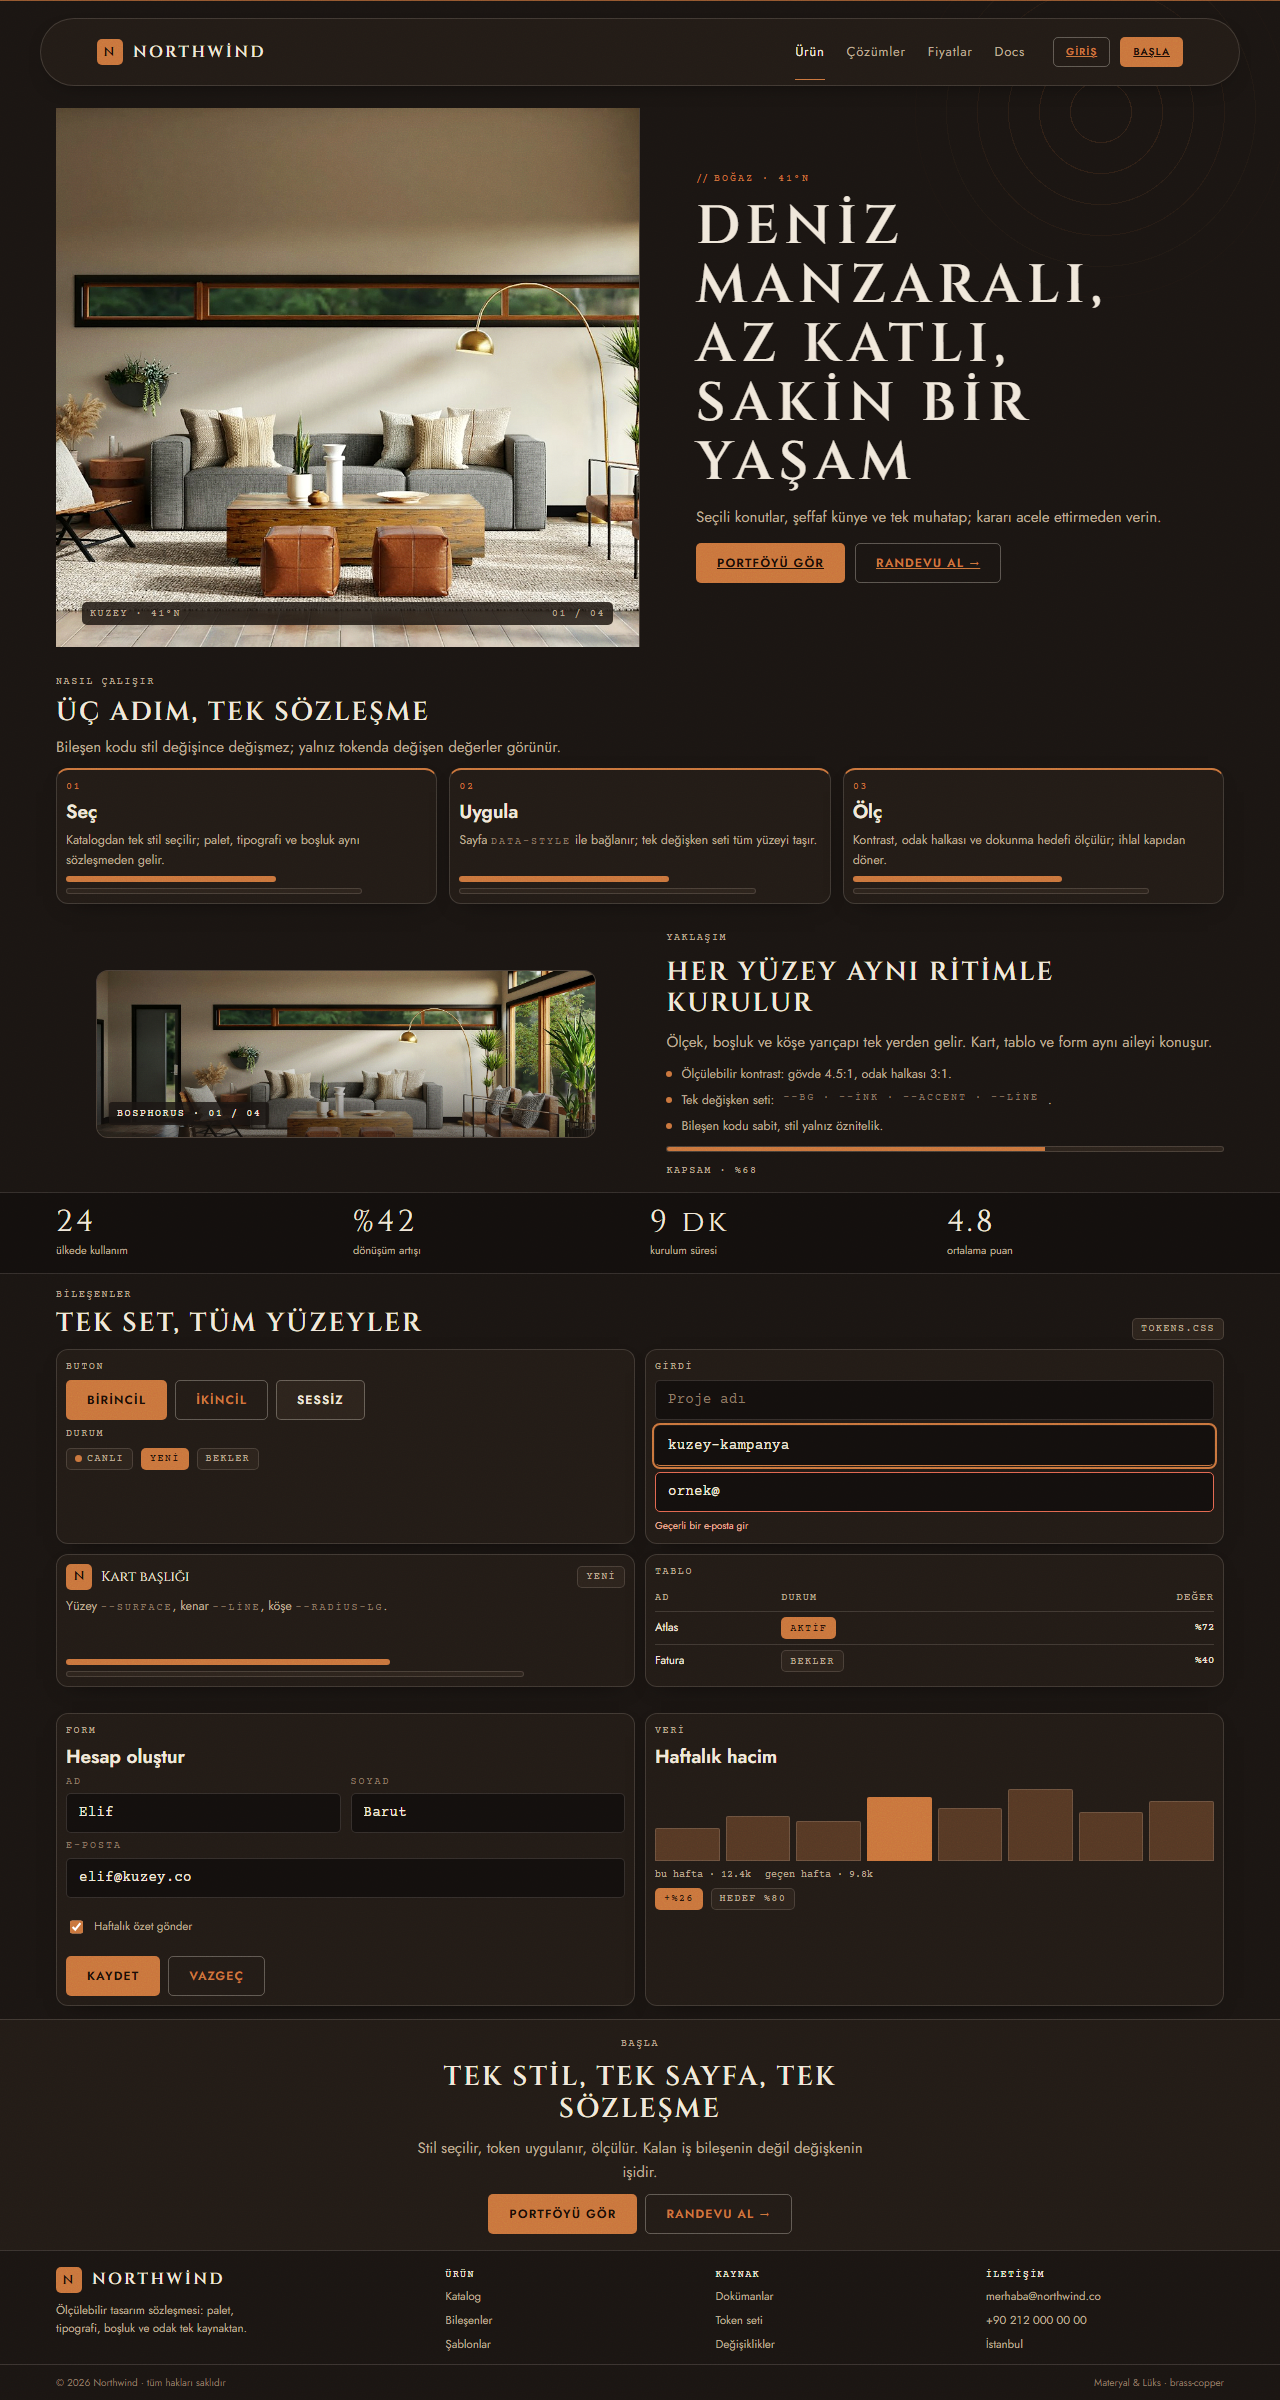 N NORTHWİND
Ürün Çözümler Fiyatlar Docs GİRİŞ BAŞLA
// BOĞAZ · 41°N
DENİZ
MANZARALI,
AZ KATLI,
SAKİN BİR
YAŞAM
Seçili konutlar, şeffaf künye ve tek muhatap; kararı acele ettirmeden verin.
PORTFÖYÜ GÖR RANDEVU AL →
KUZEY · 41°N 01 / 04
NASIL ÇALIŞIR
ÜÇ ADIM, TEK SÖZLEŞME
Bileşen kodu stil değişince değişmez; yalnız tokenda değişen değerler görünür.
01
Seç
Katalogdan tek stil seçilir; palet, tipografi ve boşluk aynı
sözleşmeden gelir.
02
Uygula
Sayfa DATA-STYLE ile bağlanır; tek değişken seti tüm yüzeyi taşır.
03
Ölç
Kontrast, odak halkası ve dokunma hedefi ölçülür; ihlal kapıdan
döner.
BOSPHORUS · 01 / 04
YAKLAŞIM
HER YÜZEY AYNI RİTİMLE
KURULUR
Ölçek, boşluk ve köşe yarıçapı tek yerden gelir. Kart, tablo ve form aynı aileyi konuşur.
Ölçülebilir kontrast: gövde 4.5:1, odak halkası 3:1.
Tek değişken seti: --BG · --İNK · --ACCENT · --LİNE .
Bileşen kodu sabit, stil yalnız öznitelik.
KAPSAM · %68
24 %42 9 DK 4.8
ülkede kullanım dönüşüm artışı kurulum süresi ortalama puan
BİLEŞENLER
TEK SET, TÜM YÜZEYLER
TOKENS.CSS
BUTON
BİRİNCİL İKİNCİL SESSİZ
DURUM
CANLI YENİ BEKLER
GİRDİ
Proje adı
kuzey-kampanya
ornek@
Geçerli bir e-posta gir
N KART BAŞLIĞI YENİ
Yüzey --SURFACE, kenar --LİNE, köşe --RADİUS-LG.
TABLO
AD DURUM DEĞER
Atlas AKTİF %72
Fatura BEKLER %40
FORM
Hesap oluştur
AD SOYAD
Elif Barut
E-POSTA
elif@kuzey.co
Haftalık özet gönder
KAYDET VAZGEÇ
VERİ
Haftalık hacim
bu hafta · 12.4k geçen hafta · 9.8k
+%26 HEDEF %80
BAŞLA
TEK STİL, TEK SAYFA, TEK
SÖZLEŞME
Stil seçilir, token uygulanır, ölçülür. Kalan iş bileşenin değil değişkenin
işidir.
PORTFÖYÜ GÖR RANDEVU AL →
N NORTHWİND
Ölçülebilir tasarım sözleşmesi: palet,
tipografi, boşluk ve odak tek kaynaktan.
ÜRÜN
Katalog
Bileşenler
Şablonlar
KAYNAK
Dokümanlar
Token seti
Değişiklikler
İLETİŞİM
merhaba@northwind.co
+90 212 000 00 00
İstanbul
© 2026 Northwind · tüm hakları saklıdır
Materyal & Lüks · brass-copper